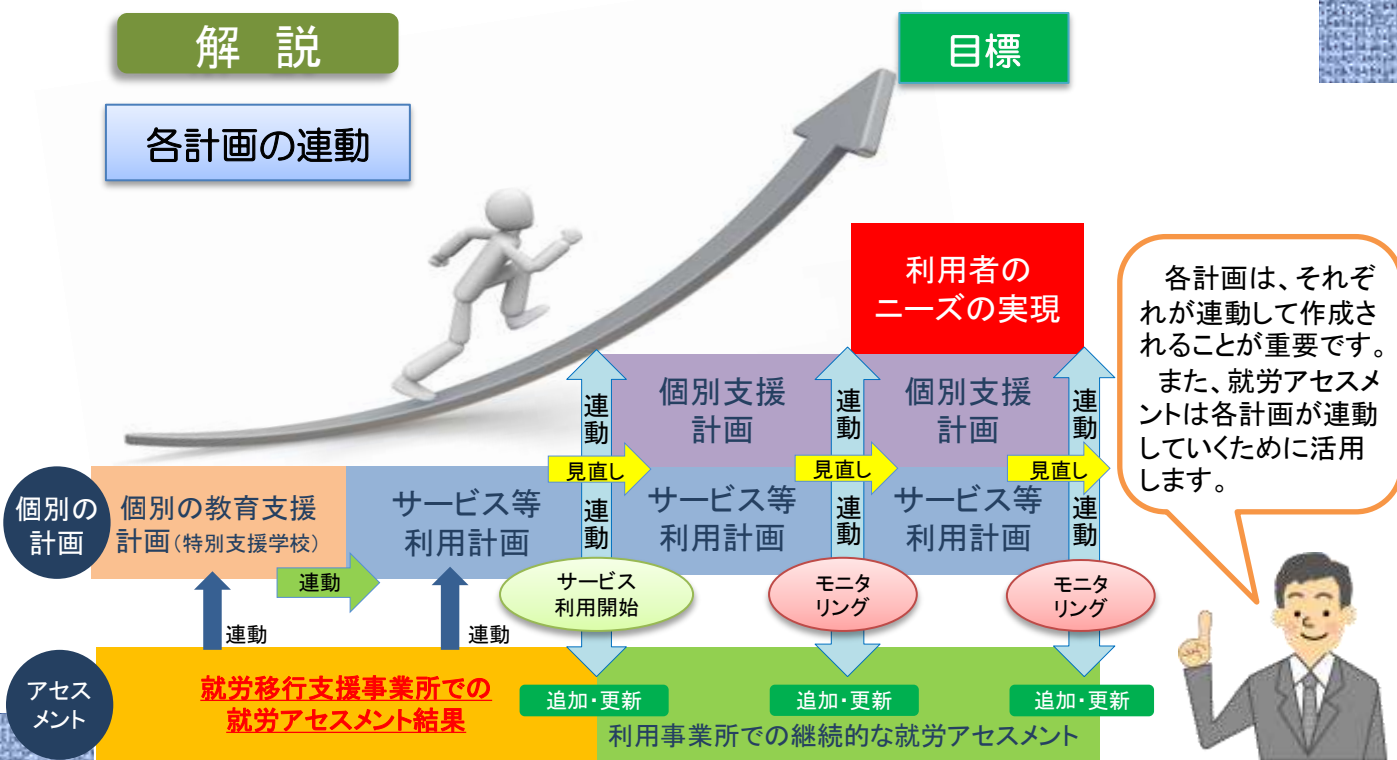 解 説
目標
各計画の連動
利用者の
ニーズの実現
各計画は、それぞ
れが連動して作成さ
れることが重要です。
また、就労アセスメ
ントは各計画が連動
していくために活用
します。
個別支援
計画
個別支援
計画
連動
連動
連動
見直し
見直し
見直し
個別の
計画
個別の教育支援
計画(特別支援学校)
サービス等
利用計画
連動
サービス等
利用計画
連動
サービス等
利用計画
連動
連動
サービス
利用開始
モニタ
リング
モニタ
リング
連動
連動
アセス
メント
就労移行支援事業所での
就労アセスメント結果
追加・更新
追加・更新
追加・更新
利用事業所での継続的な就労アセスメント